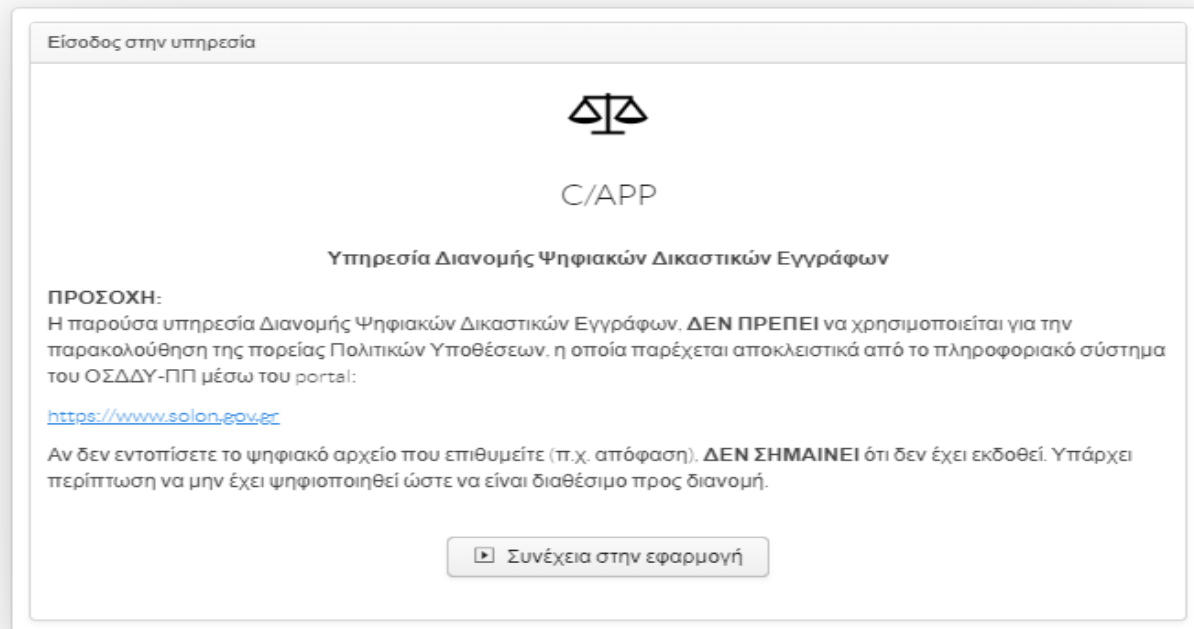 Είσοδος στην υπηρεσία
C/APP
Υπηρεσία Διανομής Ψηφιακών Δικαστικών Εγγράφων
ΠΡΟΣΟΧΗ:
Η παρούσα υπηρεσία Διανομής Ψηφιακών Δικαστικών Εγγράφων, ΔΕΝ ΠΡΕΠΕΙ να χρησιμοποιείται για την
παρακολούθηση της πορείας Πολιτικών Υποθέσεων, η οποία παρέχεται αποκλειστικά από το πληροφοριακό σύστημα
του ΟΣΔΔΥ-ΠΠ μέσω του portal:
https://www.solon.gov.gr
Αν δεν εντοπίσετε το ψηφιακό αρχείο που επιθυμείτε (π.χ. απόφαση), ΔΕΝ ΣΗΜΑΙΝΕΙ ότι δεν έχει εκδοθεί. Υπάρχει
περίπτωση να μην έχει ψηφιοποιηθεί ώστε να είναι διαθέσιμο προς διανομή.
Συνέχεια στην εφαρμογή